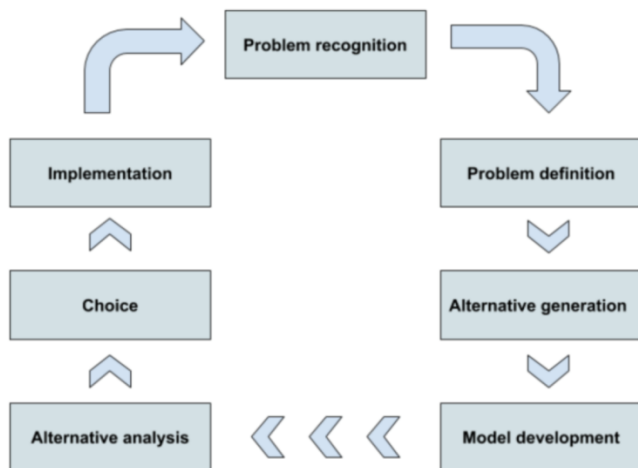 Problem recognition
Problem definition
Alternative generation
Model development
Alternative analysis
Choice
Implementation